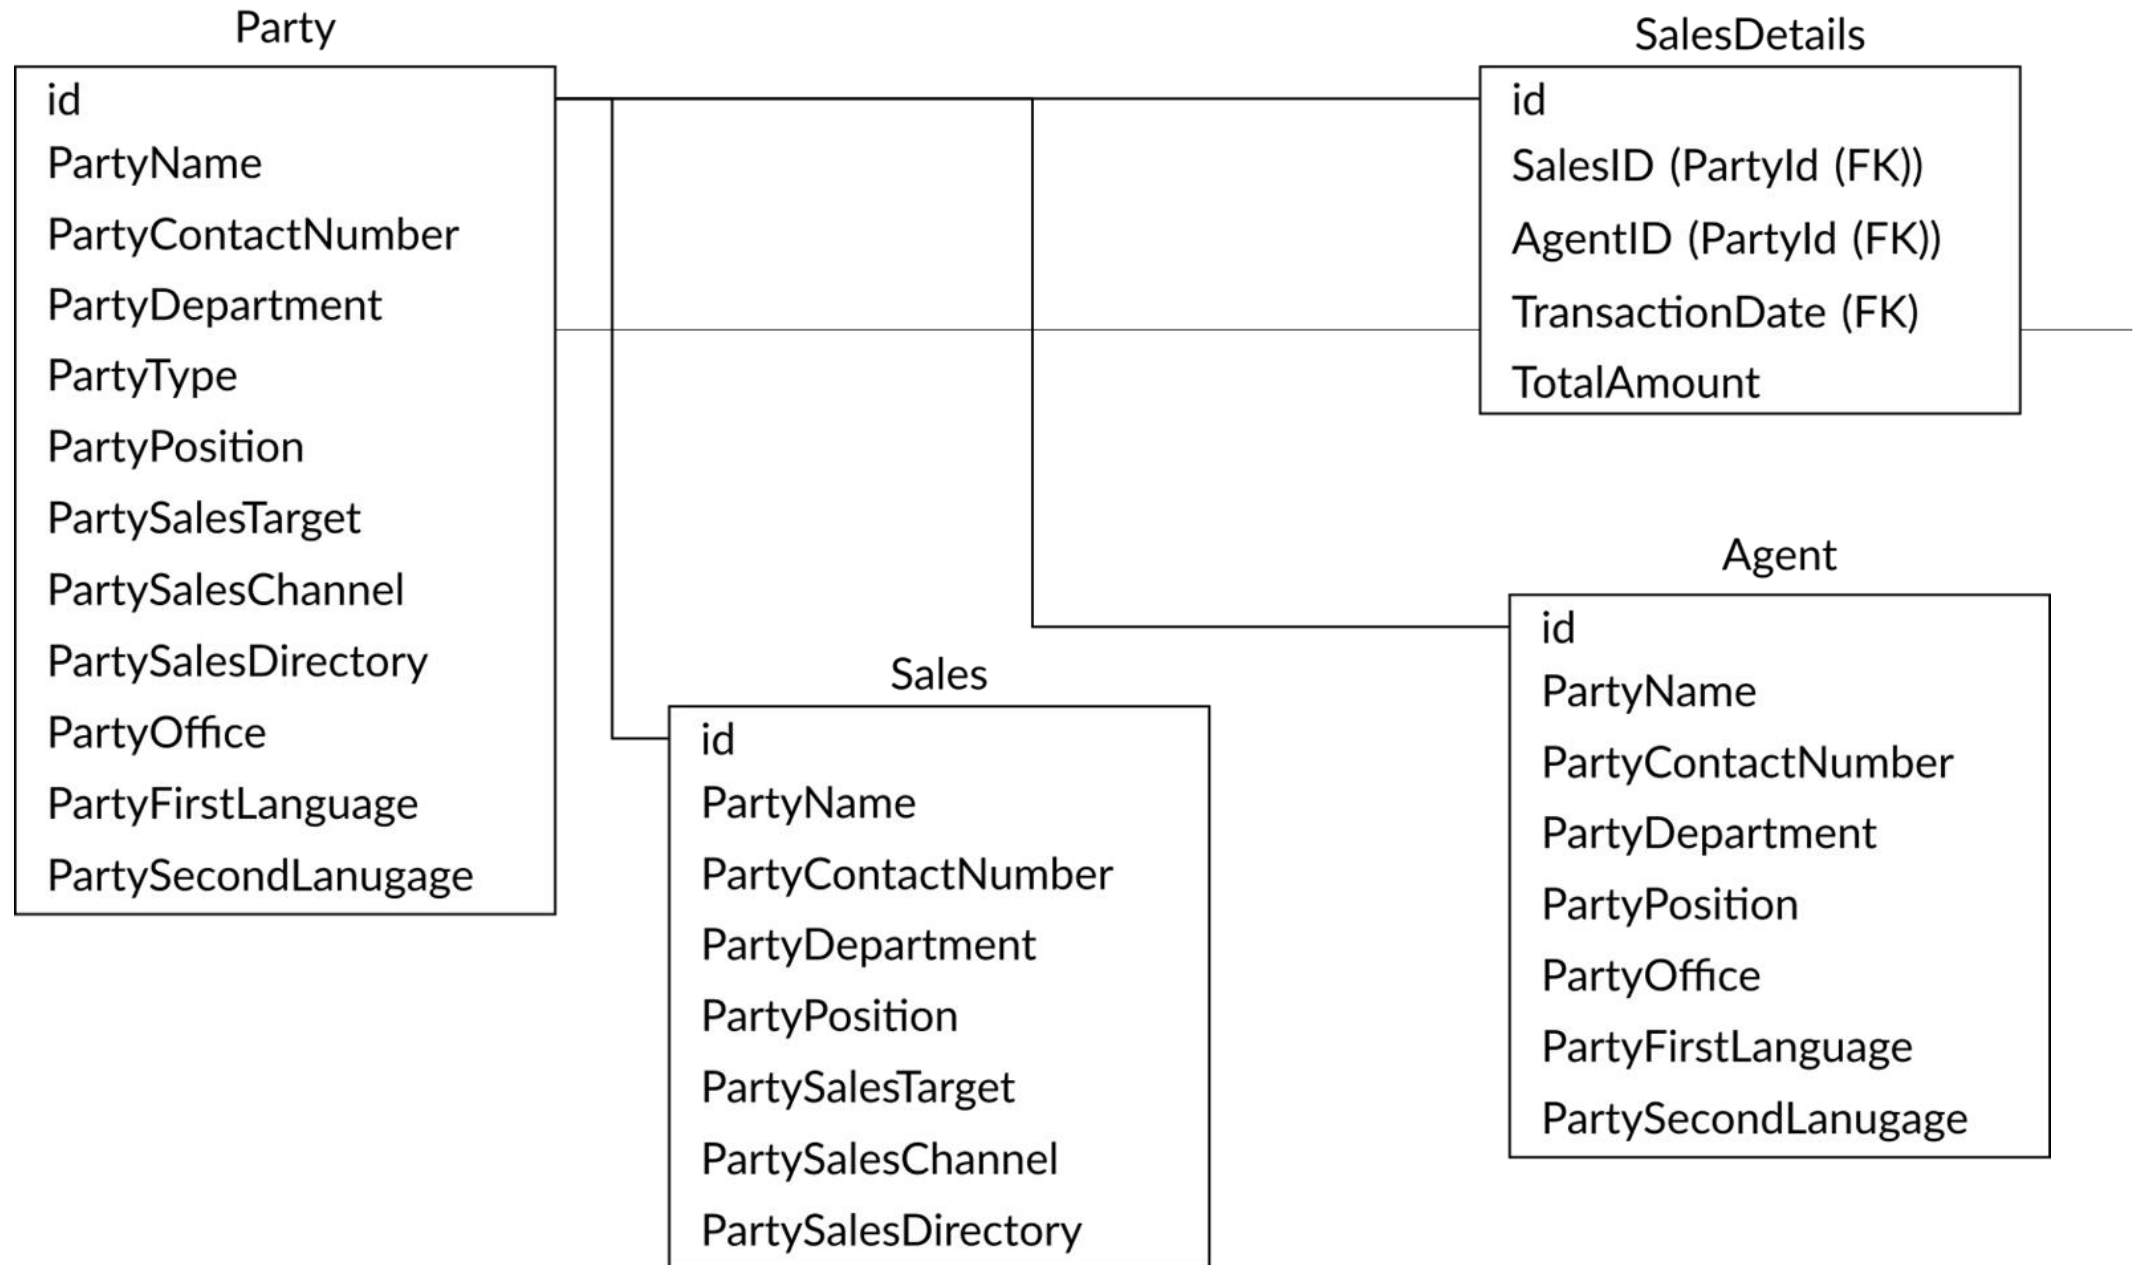 Party
id
PartyName
PartyContactNumber
PartyDepartment
PartyType
PartyPosition
PartySalesTarget
PartySalesChannel
PartySalesDirectory
PartyOffice
PartyFirstLanguage
PartySecondLanugage
SalesDetails
id
SalesID (PartyId (FK))
AgentID (PartyId (FK))
TransactionDate (FK)
TotalAmount
Sales
id
PartyName
PartyContactNumber
PartyDepartment
PartyPosition
PartySalesTarget
PartySalesChannel
PartySalesDirectory
Agent
id
PartyName
PartyContactNumber
PartyDepartment
PartyPosition
PartyOffice
PartyFirstLanguage
PartySecondLanugage